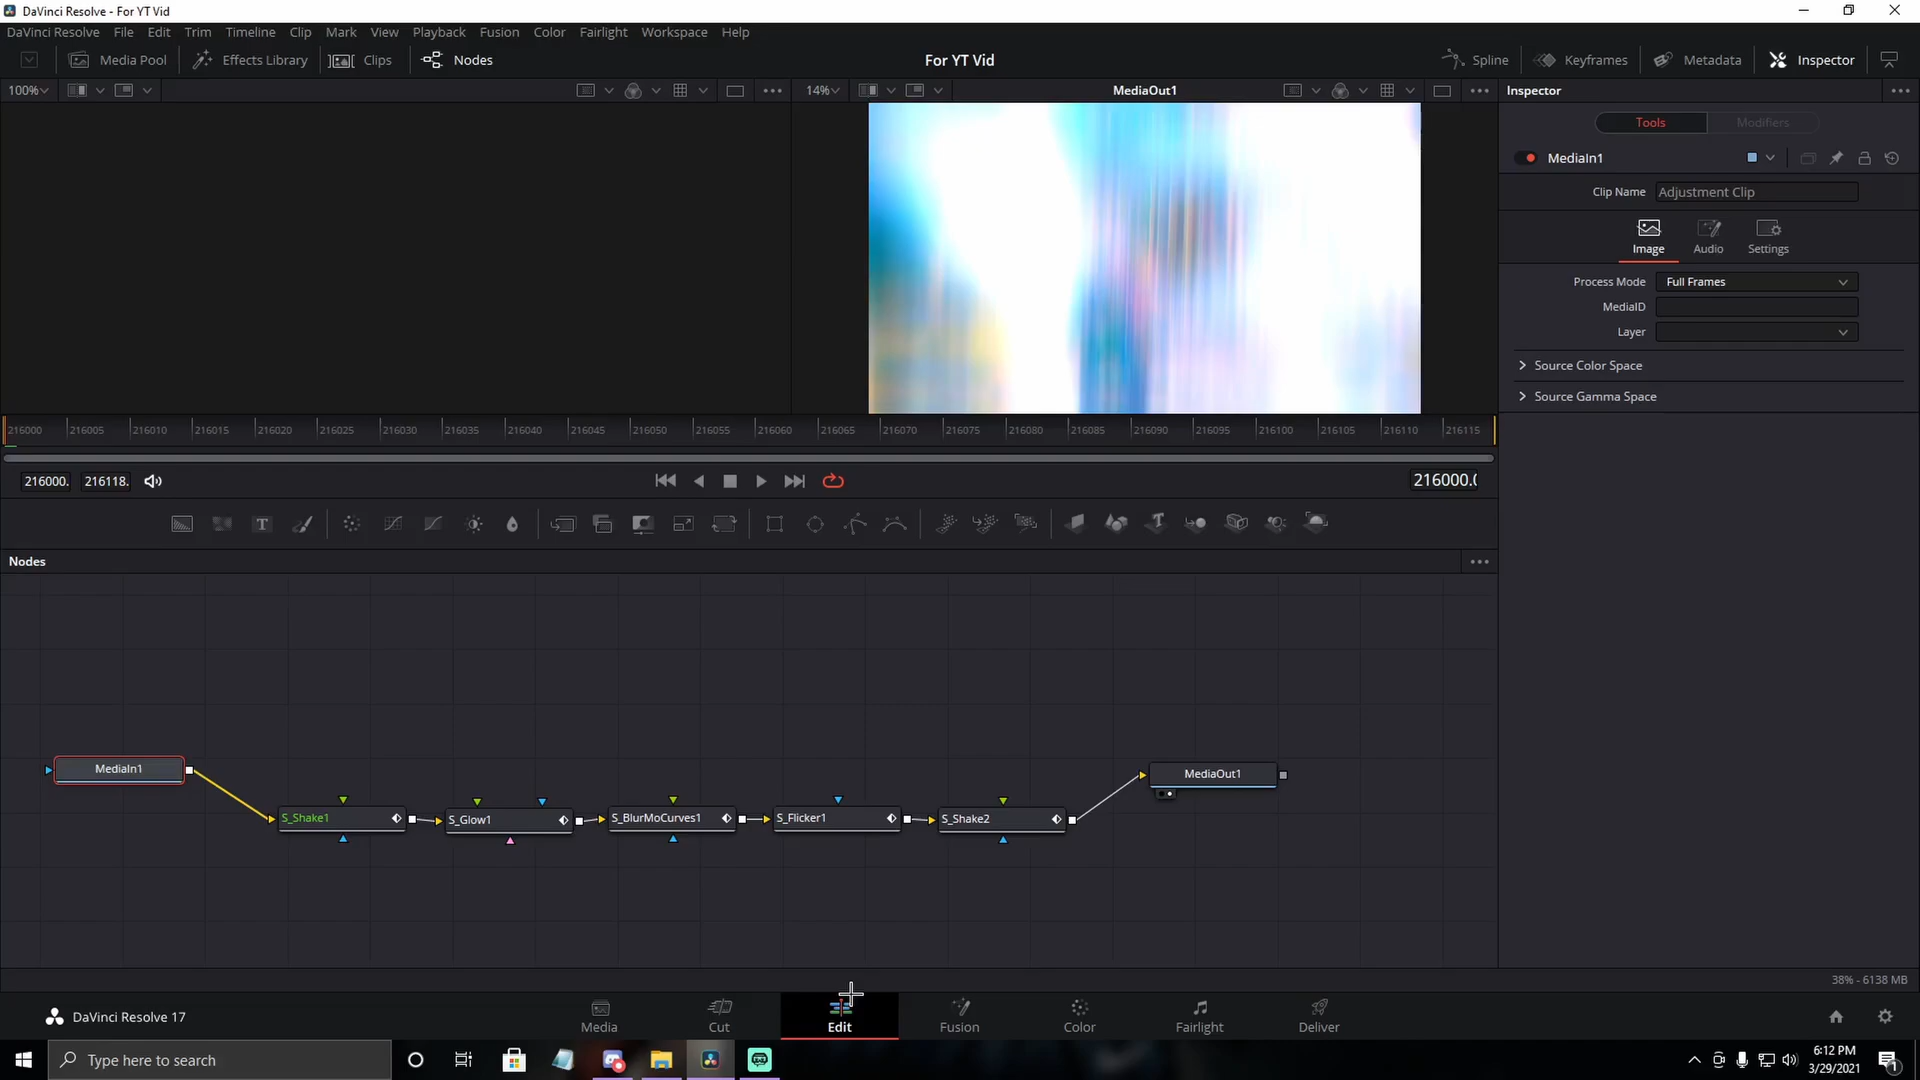 DaVinci Resolve - For YT Vid
DaVinci Resolve File Edit Trim Timeline Clip Mark View Playback Fusion Color Fairlight Workspace Help
Media Pool Effects Library Clips Nodes For YT Vid Spline Keyframes Metadata Inspector
100% 14% MediaOut1 Inspector
Tools Modifiers
MediaIn1
Clip Name Adjustment Clip
Image Audio Settings
Process Mode Full Frames
MediaID
Layer
Source Color Space
Source Gamma Space
216000 216005 216010 216015 216020 216025 216030 216035 216040 216045 216050 216055 216060 216065 216070 216075 216080 216085 216090 216095 216100 216105 216110 216115
216000. 216118. 216000.0
T T
Nodes
MediaIn1
MediaOut1
S_Shake1 S_Glow1 S_BlurMoCurves1 S_Flicker1 S_Shake2
38% - 6138 MB
DaVinci Resolve 17 Media Cut Edit Fusion Color Fairlight Deliver
Type here to search
6:12 PM
3/29/2021
1